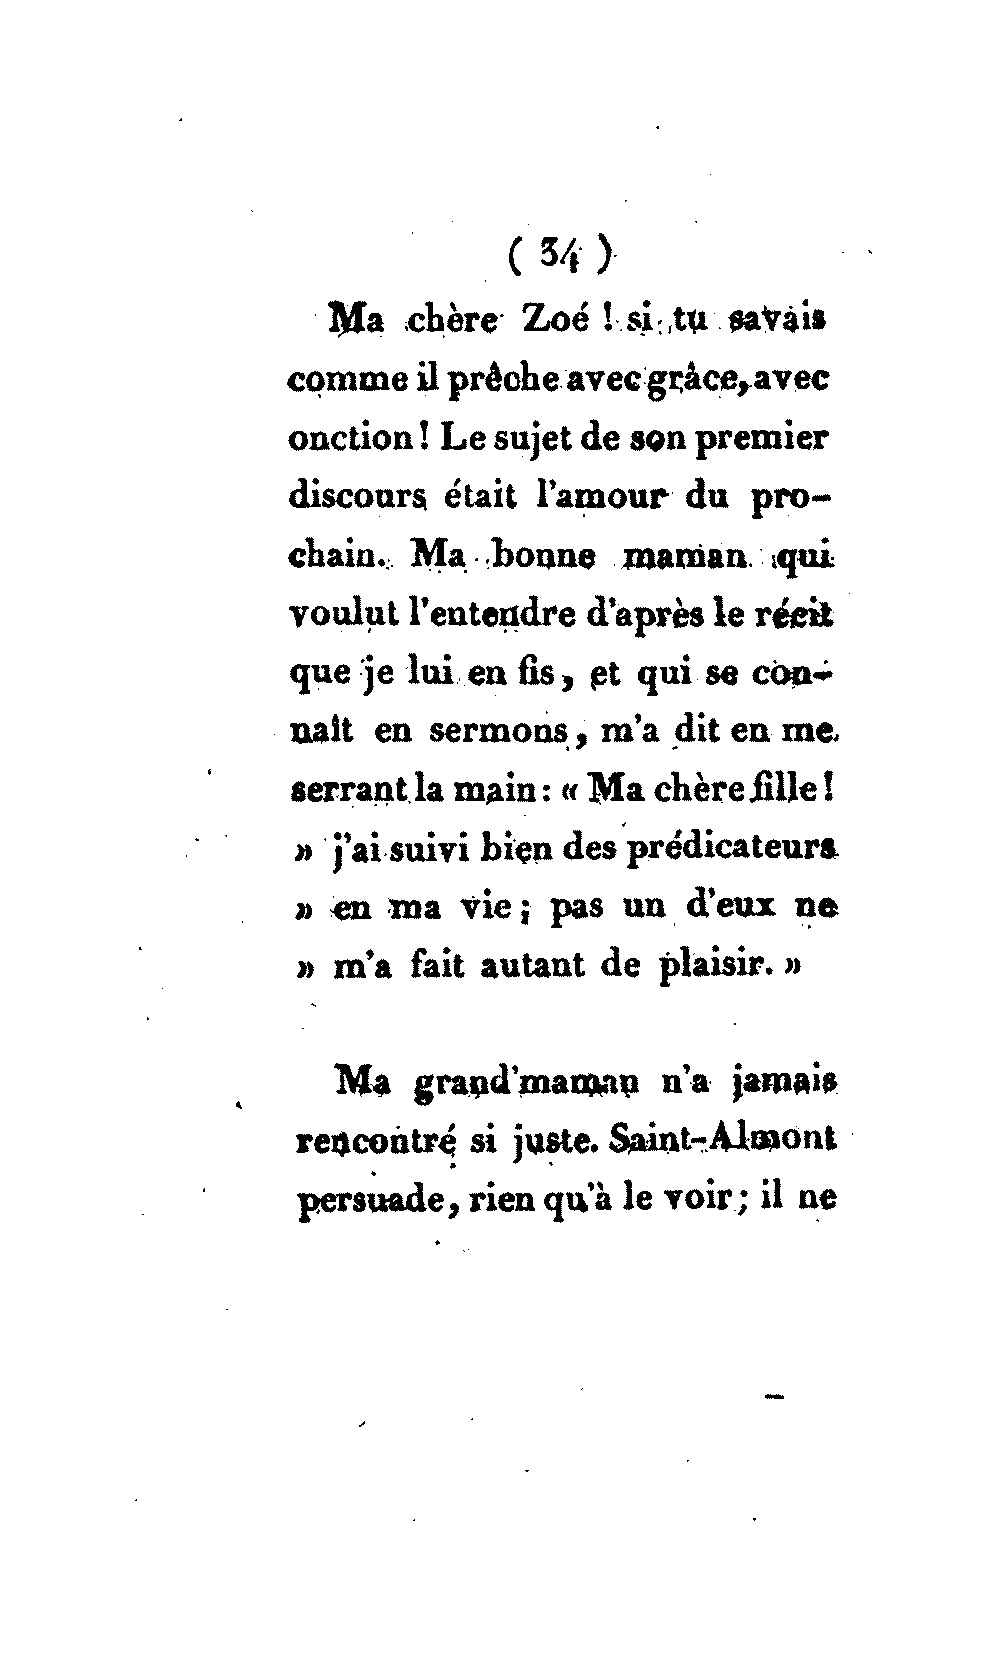 ( 34 )
Ma chère Zoé ! si tu savais
comme il prêche avec grâce, avec
onction ! Le sujet de son premier
discours était l'amour du pro-
chain. Ma bonne maman qui
voulut l'entendre d'après le récit
que je lui en fis, et qui se con-
naît en sermons, m'a dit en me
serrant la main : « Ma chère fille !
» j'ai suivi bien des prédicateurs
» en ma vie ; pas un d'eux ne
» m'a fait autant de plaisir. »
Ma grand'maman n'a jamais
rencontré si juste. Saint-Almont
persuade, rien qu'à le voir ; il ne